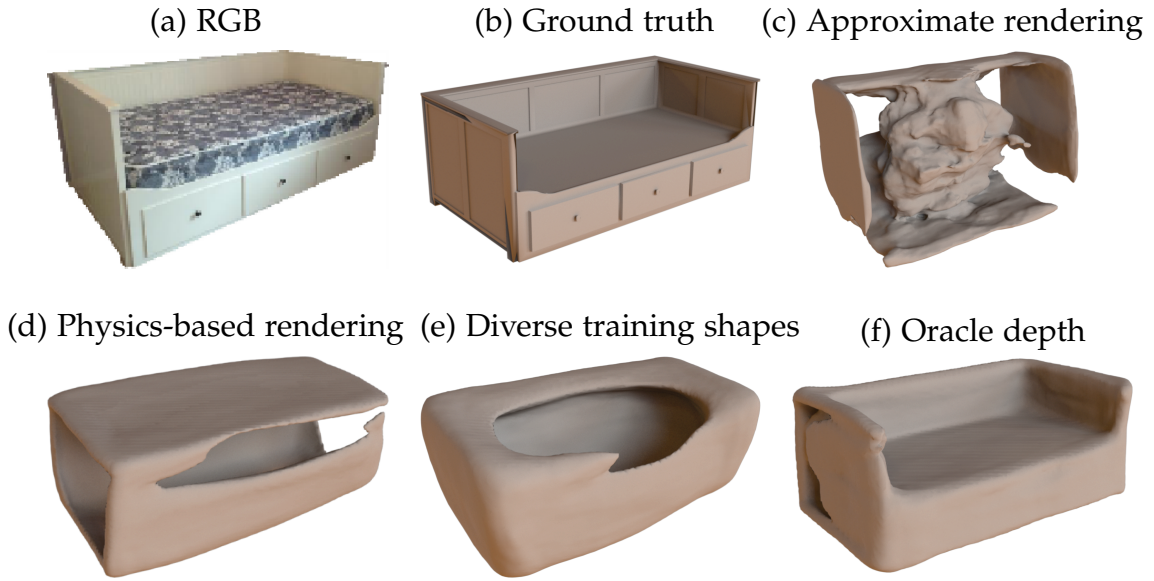 (a) RGB
(b) Ground truth
(c) Approximate rendering
(d) Physics-based rendering
(e) Diverse training shapes
(f) Oracle depth